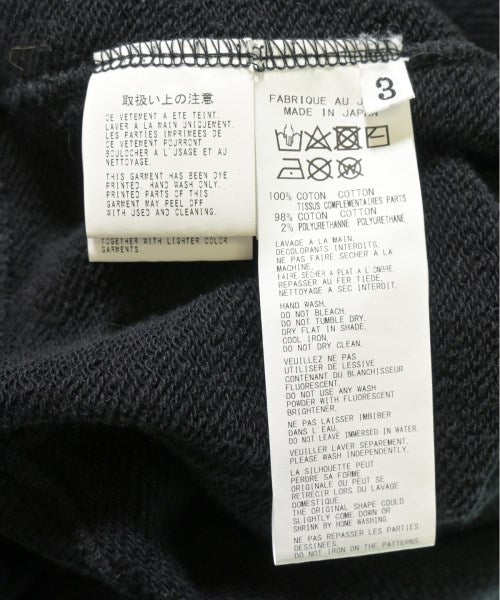 取扱い上の注意
CE VETEMENT A ETE TEINT.
LAVER A LA MAIN UNIQUEMENT.
LES PARTIES IMPRIMEES DE
CE VETEMENT POURRONT
BOULOCHER A L'USAGE ET AU
NETTOYAGE.
THIS GARMENT HAS BEEN DYE
PRINTED. HAND WASH ONLY.
PRINTED PARTS OF THIS
GARMENT MAY PEEL OFF
WITH USED AND CLEANING.
TOGETHER WITH LIGHTER COLOR
GARMENTS.
3
FABRIQUE AU J
MADE IN JAPAN
100% COTON COTTON
TISSUS COMPLEMENTAIRES PARTS
98% COTON COTTON
2% POLYURETHANNE POLYURETHANE
LAVAGE A LA MAIN.
DECOLORANTS INTERDITS.
NE PAS FAIRE SECHER A LA
MACHINE.
FAIRE SECHER A PLAT A L'OMBRE
REPASSER AU FER TIEDE.
NETTOYAGE A SEC INTERDIT.
HAND WASH.
DO NOT BLEACH.
DO NOT TUMBLE DRY.
DRY FLAT IN SHADE.
COOL IRON.
DO NOT DRY CLEAN.
VEUILLEZ NE PAS
UTILISER DE LESSIVE
CONTENANT DU BLANCHISSEUR
FLUORESCENT.
DO NOT USE ANY WASH
POWDER WITH FLUORESCENT
BRIGHTENER.
NE PAS LAISSER IMBIBER
DANS L'EAU.
DO NOT LEAVE IMMERSED IN WATER.
VEUILLER LAVER SEPAREMENT.
PLEASE WASH INDEPENDENTLY.
LA SILHOUETTE PEUT
PERDRE SA FORME
ORIGINALE OU PEUT SE
RETRECIR LORS DU LAVAGE
DOMESTIQUE.
THE ORIGINAL SHAPE COULD
SLIGHTLY COME DOWN OR
SHRINK BY HOME WASHING.
NE PAS REPASSER LES PARTIES
DESSINEES.
DO NOT IRON ON THE PATTERNS.